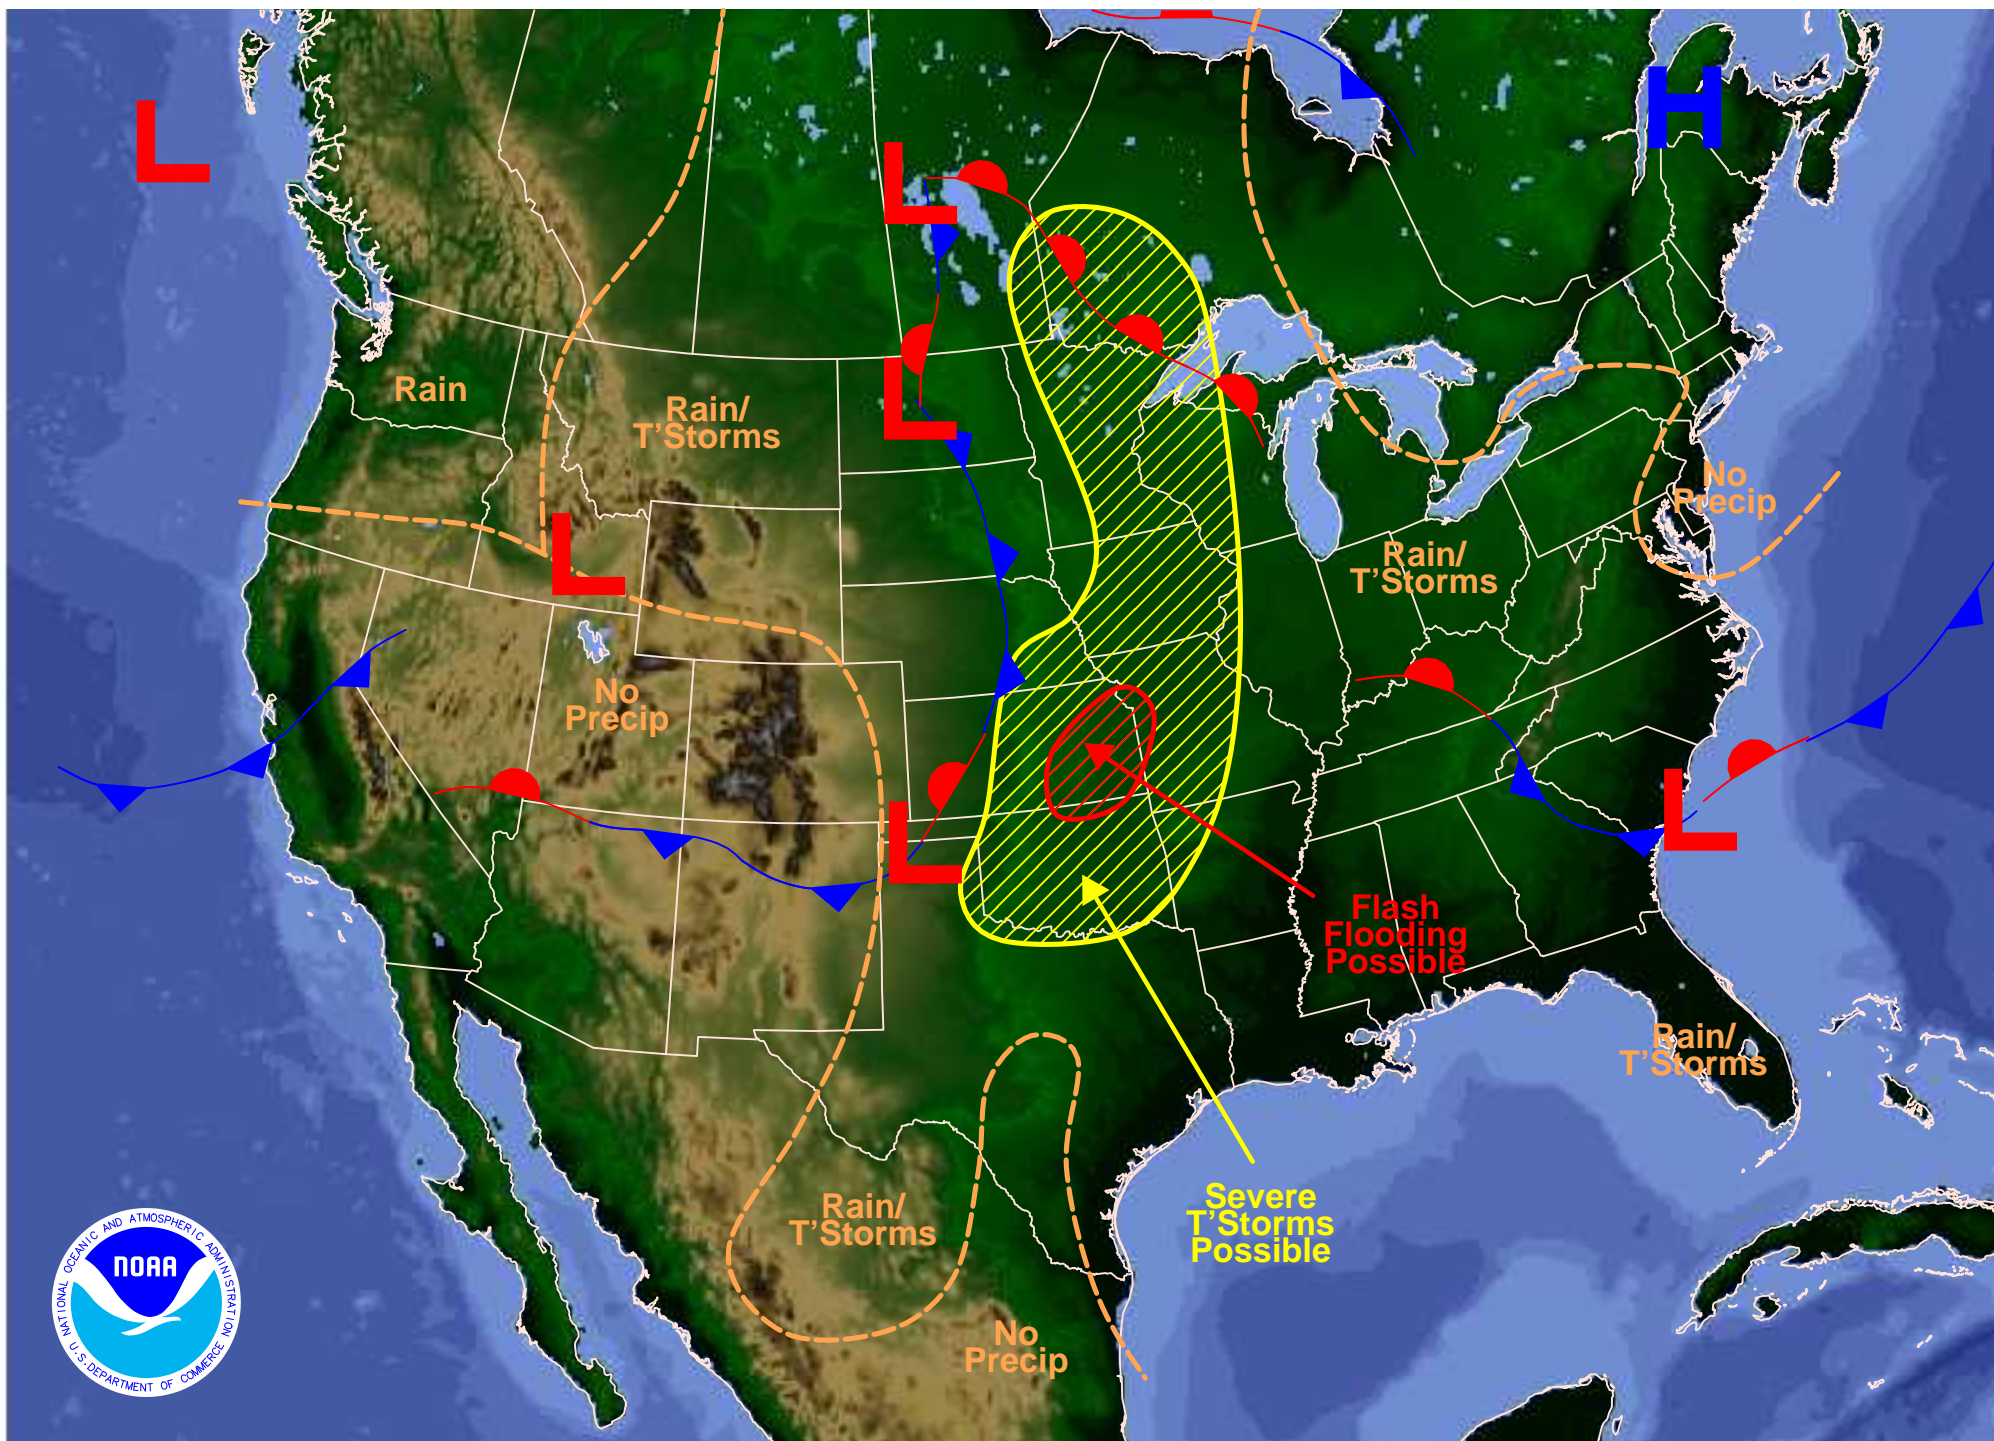 L
H
L
L
Rain
Rain/
T'Storms
No
Precip
L
Rain/
T'Storms
No
Precip
L
L
Flash
Flooding
Possible
Rain/
T'Storms
Severe
T'Storms
Possible
Rain/
T'Storms
No
Precip
NATIONAL OCEANIC AND ATMOSPHERIC ADMINISTRATION
NOAA
U.S. DEPARTMENT OF COMMERCE